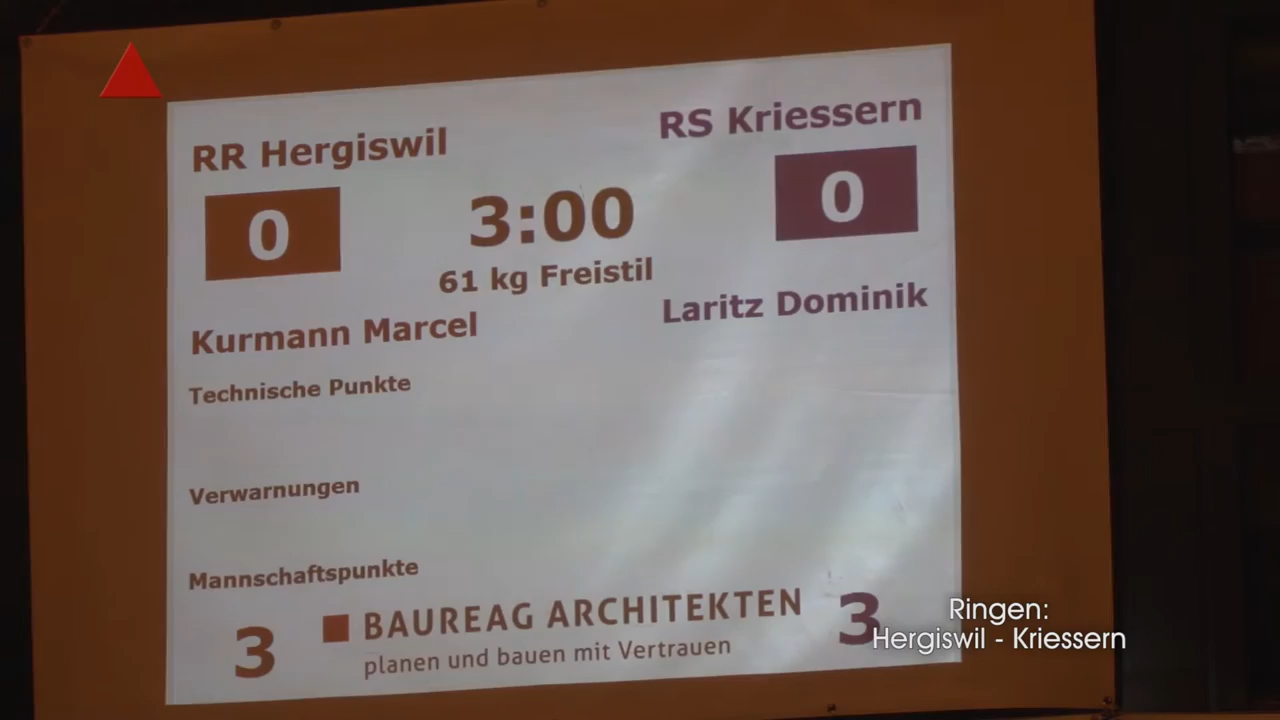 RR Hergiswil
RS Kriessern
0
3:00
0
61 kg Freistil
Kurmann Marcel
Laritz Dominik
Technische Punkte
Verwarnungen
Mannschaftspunkte
3
BAUREAG ARCHITEKTEN
planen und bauen mit Vertrauen
3
Ringen:
Hergiswil - Kriessern